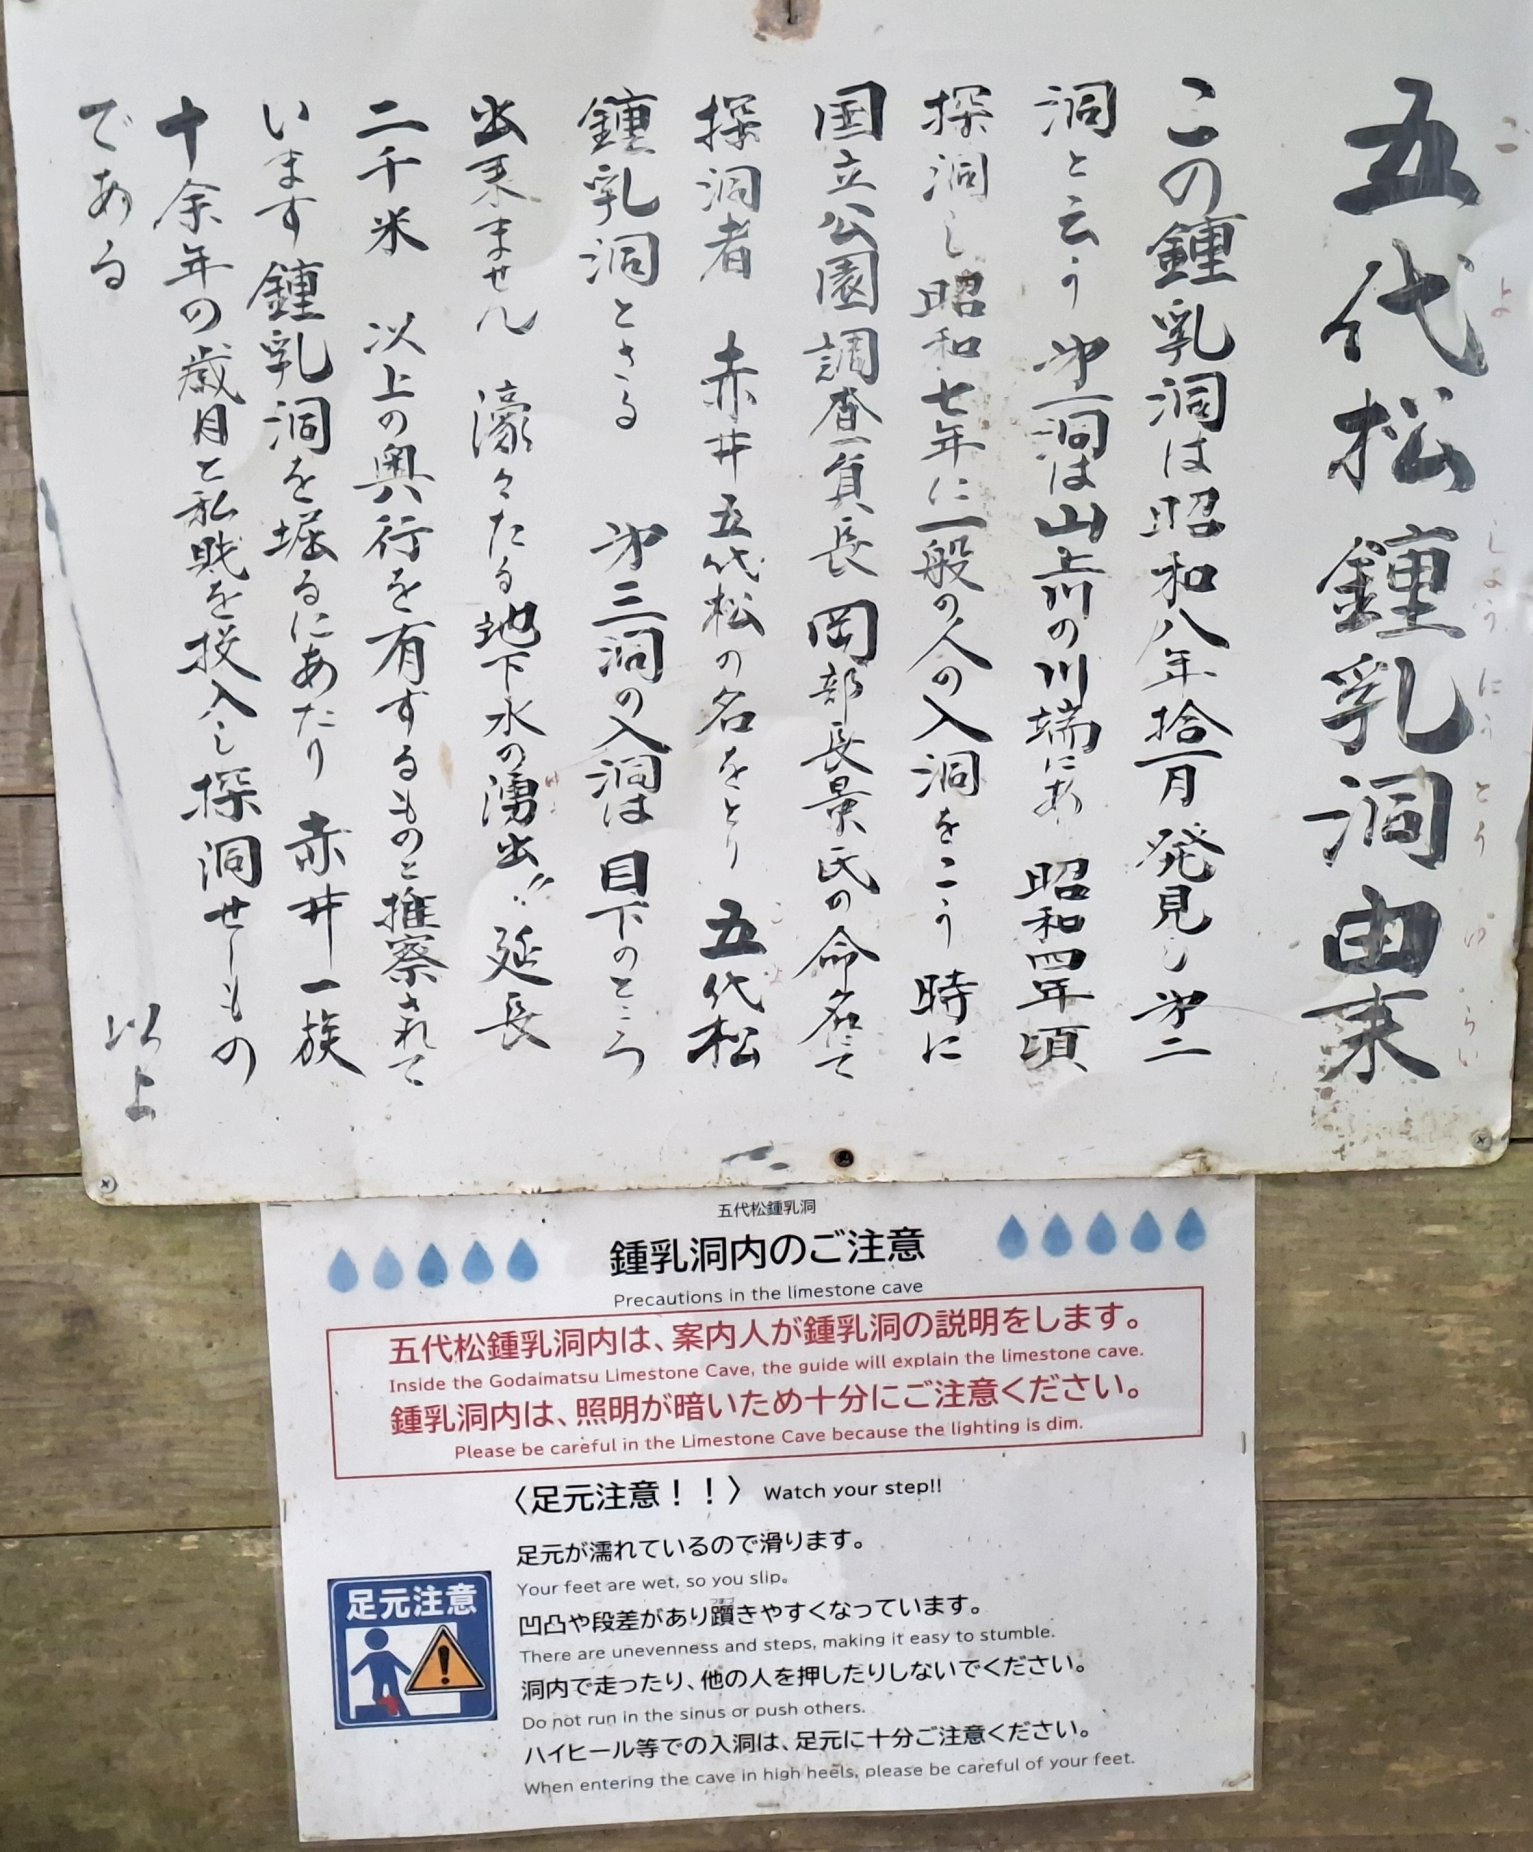 五代松鍾乳洞由来
ごよしょうにゅうとうゆらい
この鍾乳洞は昭和八年拾一月発見し 㐧二
洞と云う 㐧一洞は山上川の川端にあり 昭和四年頃
探洞し昭和七年に一般の人の入洞をこう 時に
国立公園調査員長 岡部長景氏の命名にて
探洞者 赤井五代松の名をとり 五代松
ごよ
鍾乳洞とさる 㐧三洞の入洞は目下のところ
出来ません 濠々たる地下水の湧出!! 延長
二千米 以上の奥行を有するものと推察されて
います 鍾乳洞を堀るにあたり 赤井一族
十余年の歳月と私財を投入し探洞せしもの
である 以上
五代松鍾乳洞
鍾乳洞内のご注意
Precautions in the limestone cave
五代松鍾乳洞内は、案内人が鍾乳洞の説明をします。
Inside the Godaimatsu Limestone Cave, the guide will explain the limestone cave.
鍾乳洞内は、照明が暗いため十分にご注意ください。
Please be careful in the Limestone Cave because the lighting is dim.
〈足元注意！！〉 Watch your step!!
足元が濡れているので滑ります。
Your feet are wet, so you slip。
足元注意
凹凸や段差があり躓きやすくなっています。
There are unevenness and steps, making it easy to stumble.
洞内で走ったり、他の人を押したりしないでください。
Do not run in the sinus or push others.
ハイヒール等での入洞は、足元に十分ご注意ください。
When entering the cave in high heels, please be careful of your feet.